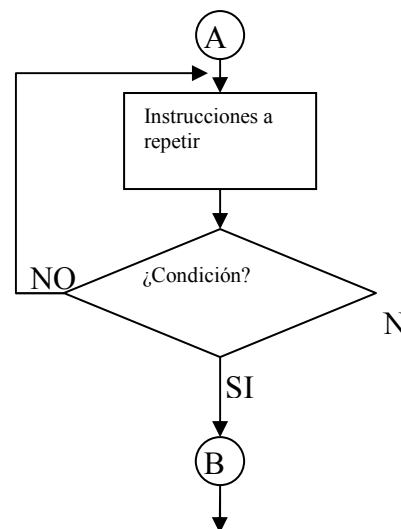 A
Instrucciones a
repetir
NO
¿Condición?
N
SI
B